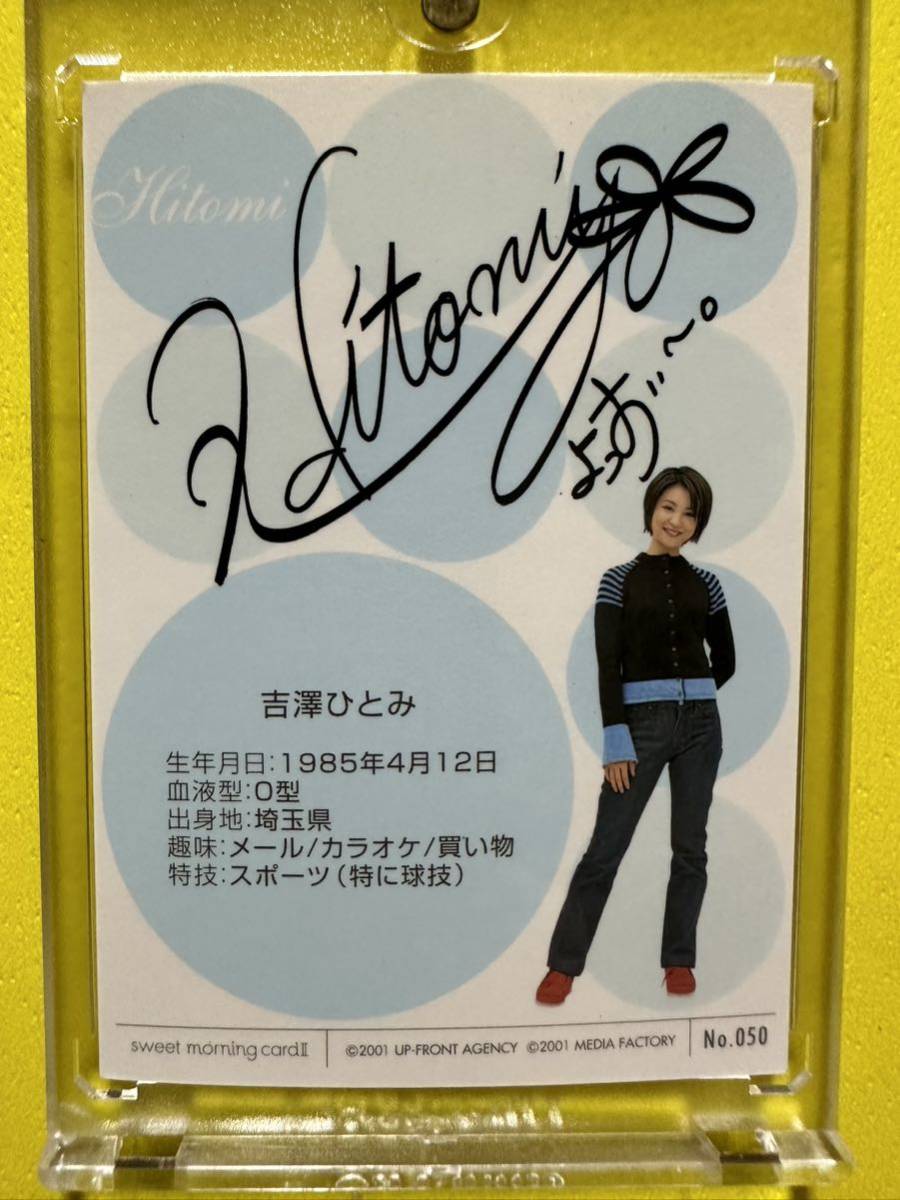 Hitomi
Hitomi
よっすぃ〜。
吉澤ひとみ
生年月日:1985年4月12日
血液型:O型
出身地:埼玉県
趣味:メール/カラオケ/買い物
特技:スポーツ(特に球技)
sweet morning card II
©2001 UP-FRONT AGENCY ©2001 MEDIA FACTORY
No.050